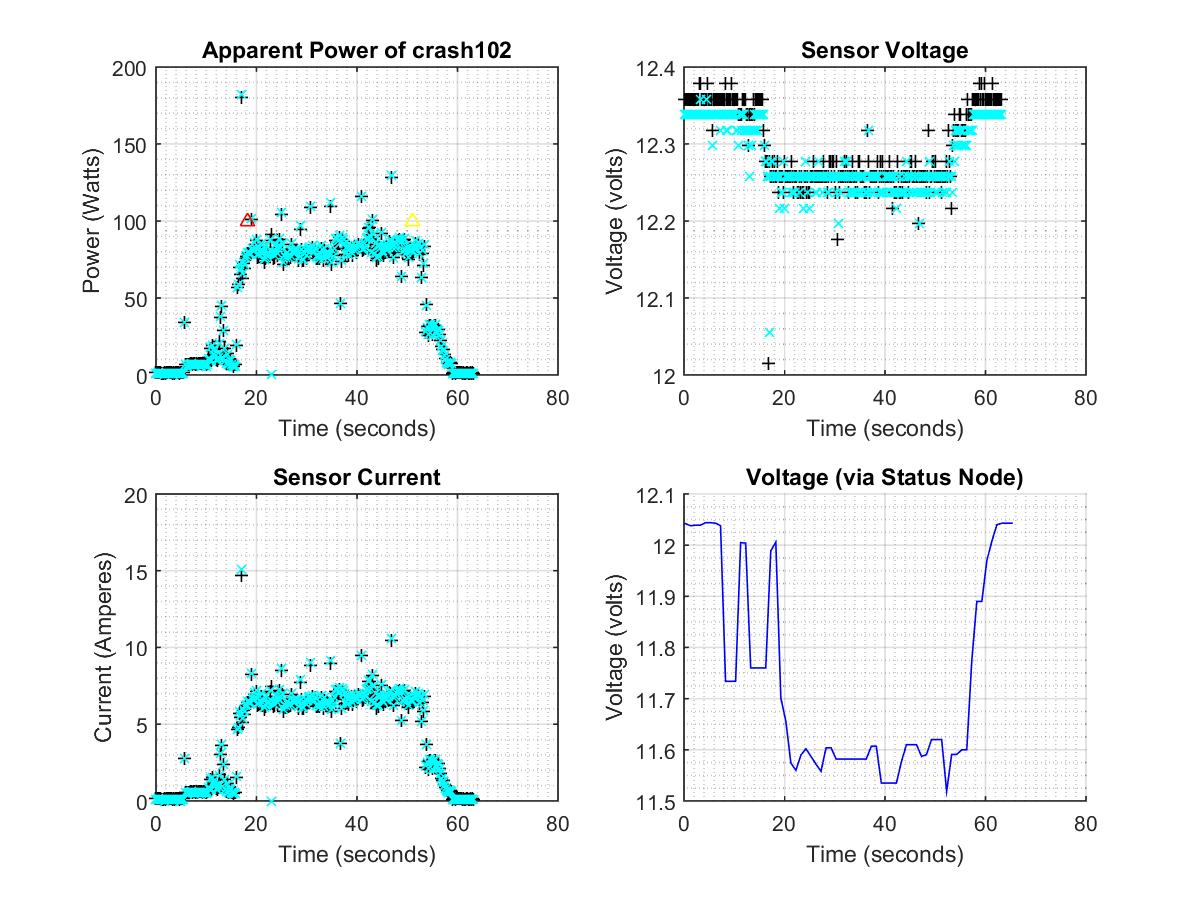 Apparent Power of crash102
200
150
100
50
0
Power (Watts)
0 20 40 60 80
Time (seconds)
Sensor Voltage
12.4
12.3
12.2
12.1
12
Voltage (volts)
0 20 40 60 80
Time (seconds)
Sensor Current
20
15
10
5
0
Current (Amperes)
0 20 40 60 80
Time (seconds)
Voltage (via Status Node)
12.1
12
11.9
11.8
11.7
11.6
11.5
Voltage (volts)
0 20 40 60 80
Time (seconds)